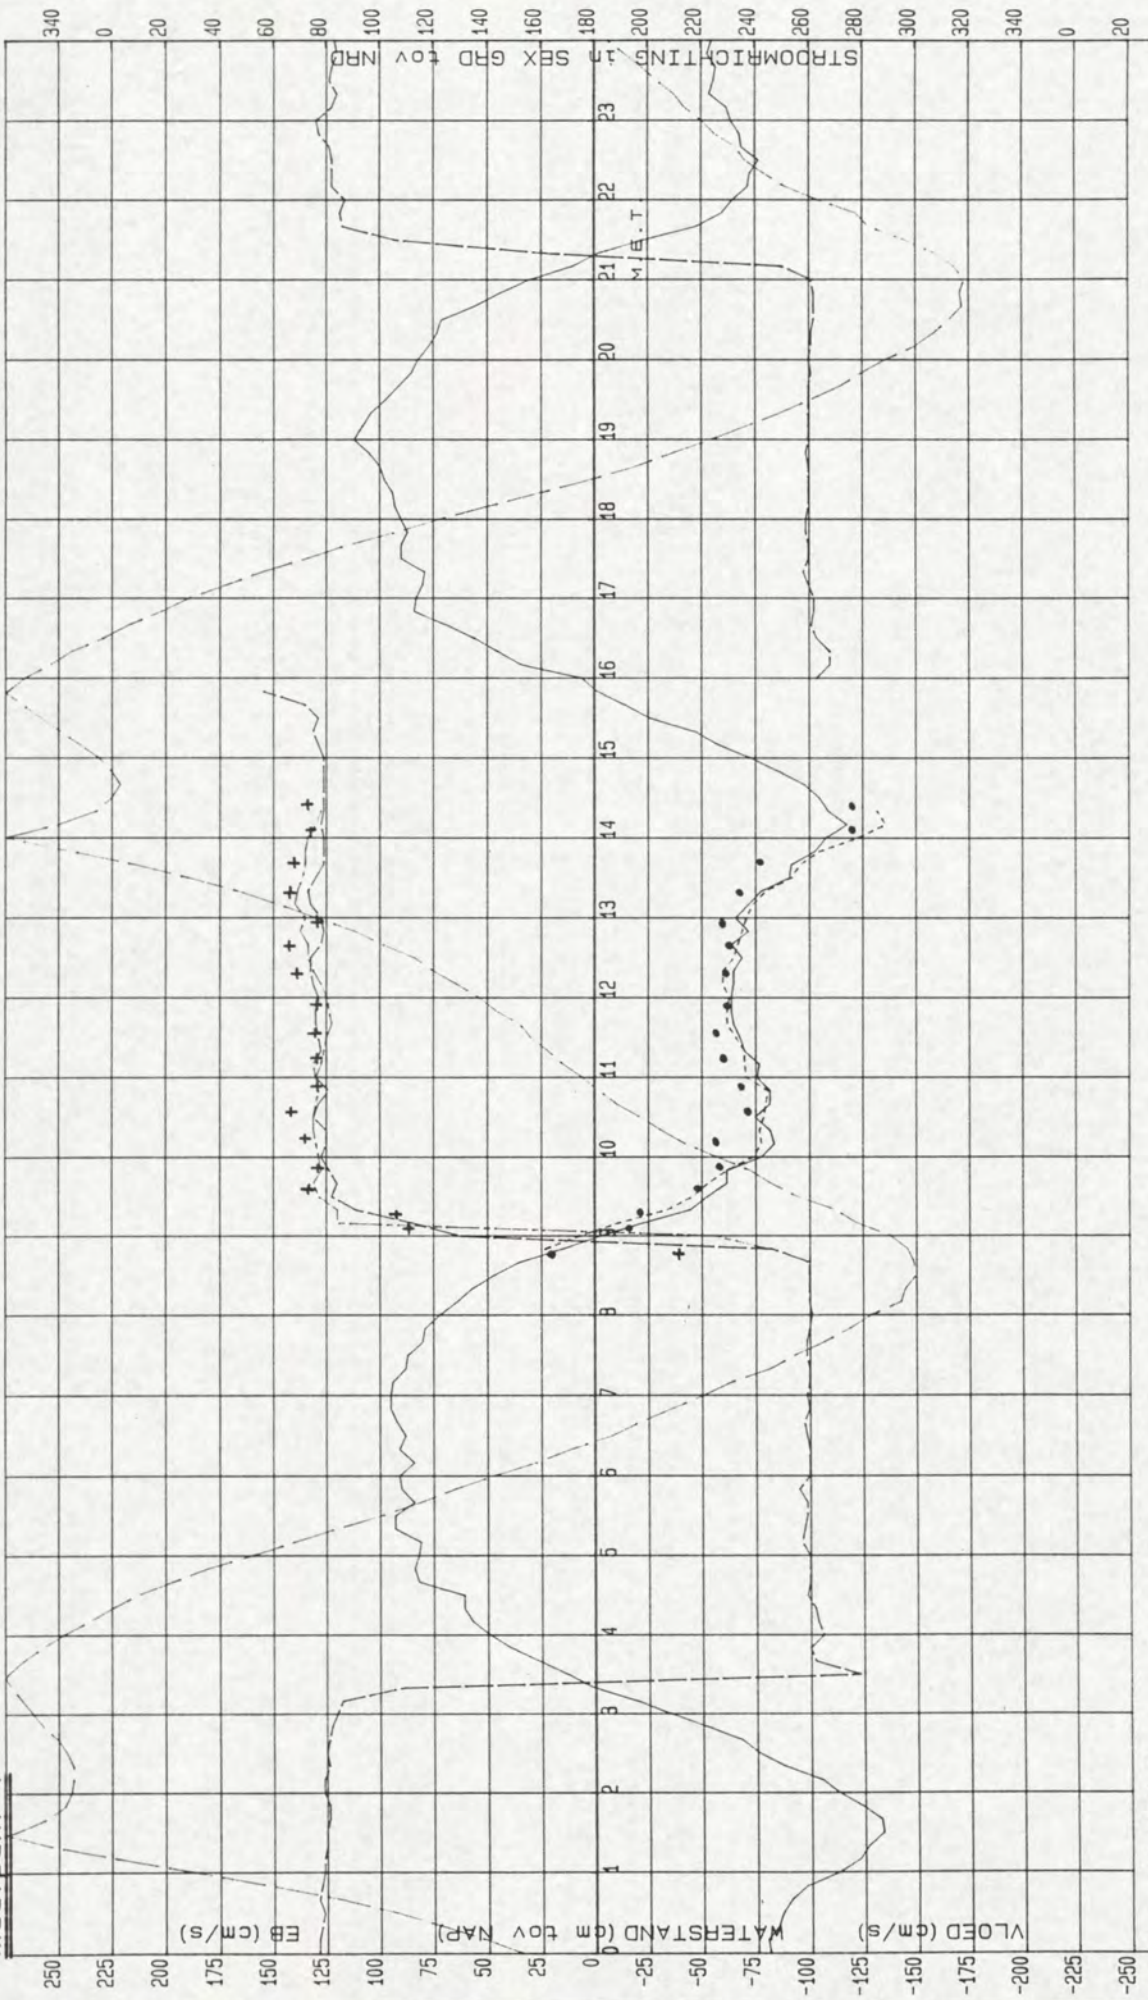 340 0 20 40 60 80 100 120 140 160 180 200 220 240 260 280 300 320 340 0 20
STROOMRICHTING in SEX GRD tov NRD
M.E.T.
0 1 2 3 4 5 6 7 8 9 10 11 12 13 14 15 16 17 18 19 20 21 22 23
EB (cm/s)
WATERSTAND (cm tov NAP)
VLOED (cm/s)
250 225 200 175 150 125 100 75 50 25 0 -25 -50 -75 -100 -125 -150 -175 -200 -225 -250